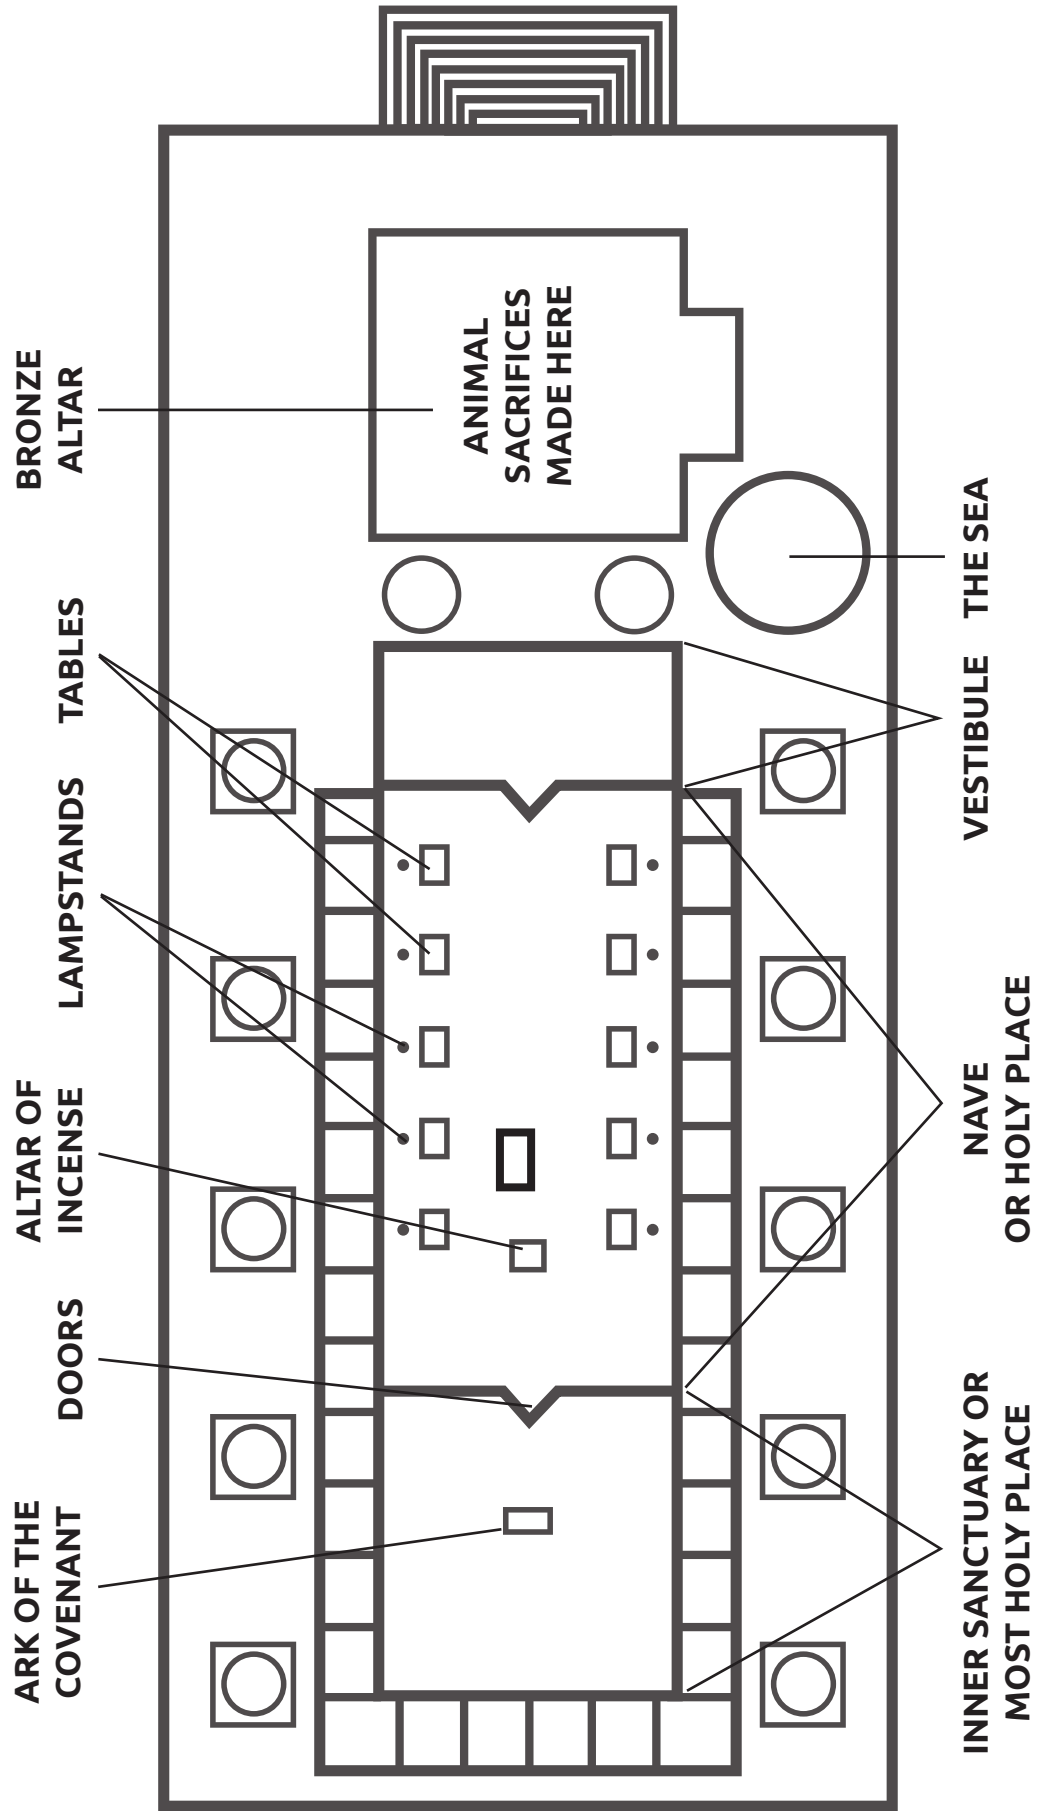 ARK OF THE
COVENANT
DOORS
ALTAR OF
INCENSE
LAMPSTANDS
TABLES
BRONZE
ALTAR
ANIMAL
SACRIFICES
MADE HERE
INNER SANCTUARY OR
MOST HOLY PLACE
NAVE
OR HOLY PLACE
VESTIBULE
THE SEA